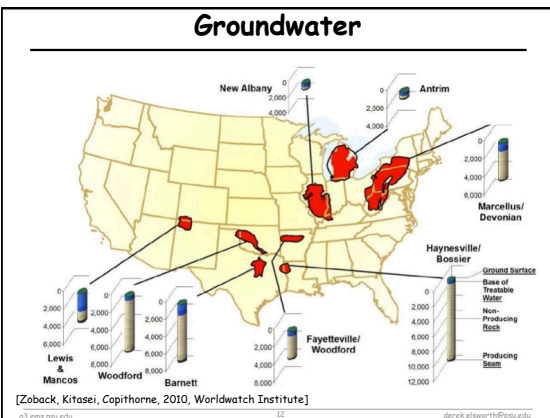 Groundwater
New Albany
0
2,000
4,000
Antrim
0
2,000
4,000
0
2,000
4,000
6,000
Marcellus/
Devonian
Haynesville/
Bossier
Ground Surface
Base of
Treatable
Water
Non-
Producing
Rock
Producing
Seam
0
2,000
4,000
6,000
8,000
10,000
12,000
0
2,000
4,000
6,000
Lewis
&
Mancos
0
2,000
4,000
6,000
8,000
Woodford
0
2,000
4,000
6,000
8,000
Barnett
0
2,000
4,000
6,000
Fayetteville/
Woodford
[Zoback, Kitasei, Copithorne, 2010, Worldwatch Institute]
g3.ems.psu.edu
12
derek.elsworth@psu.edu